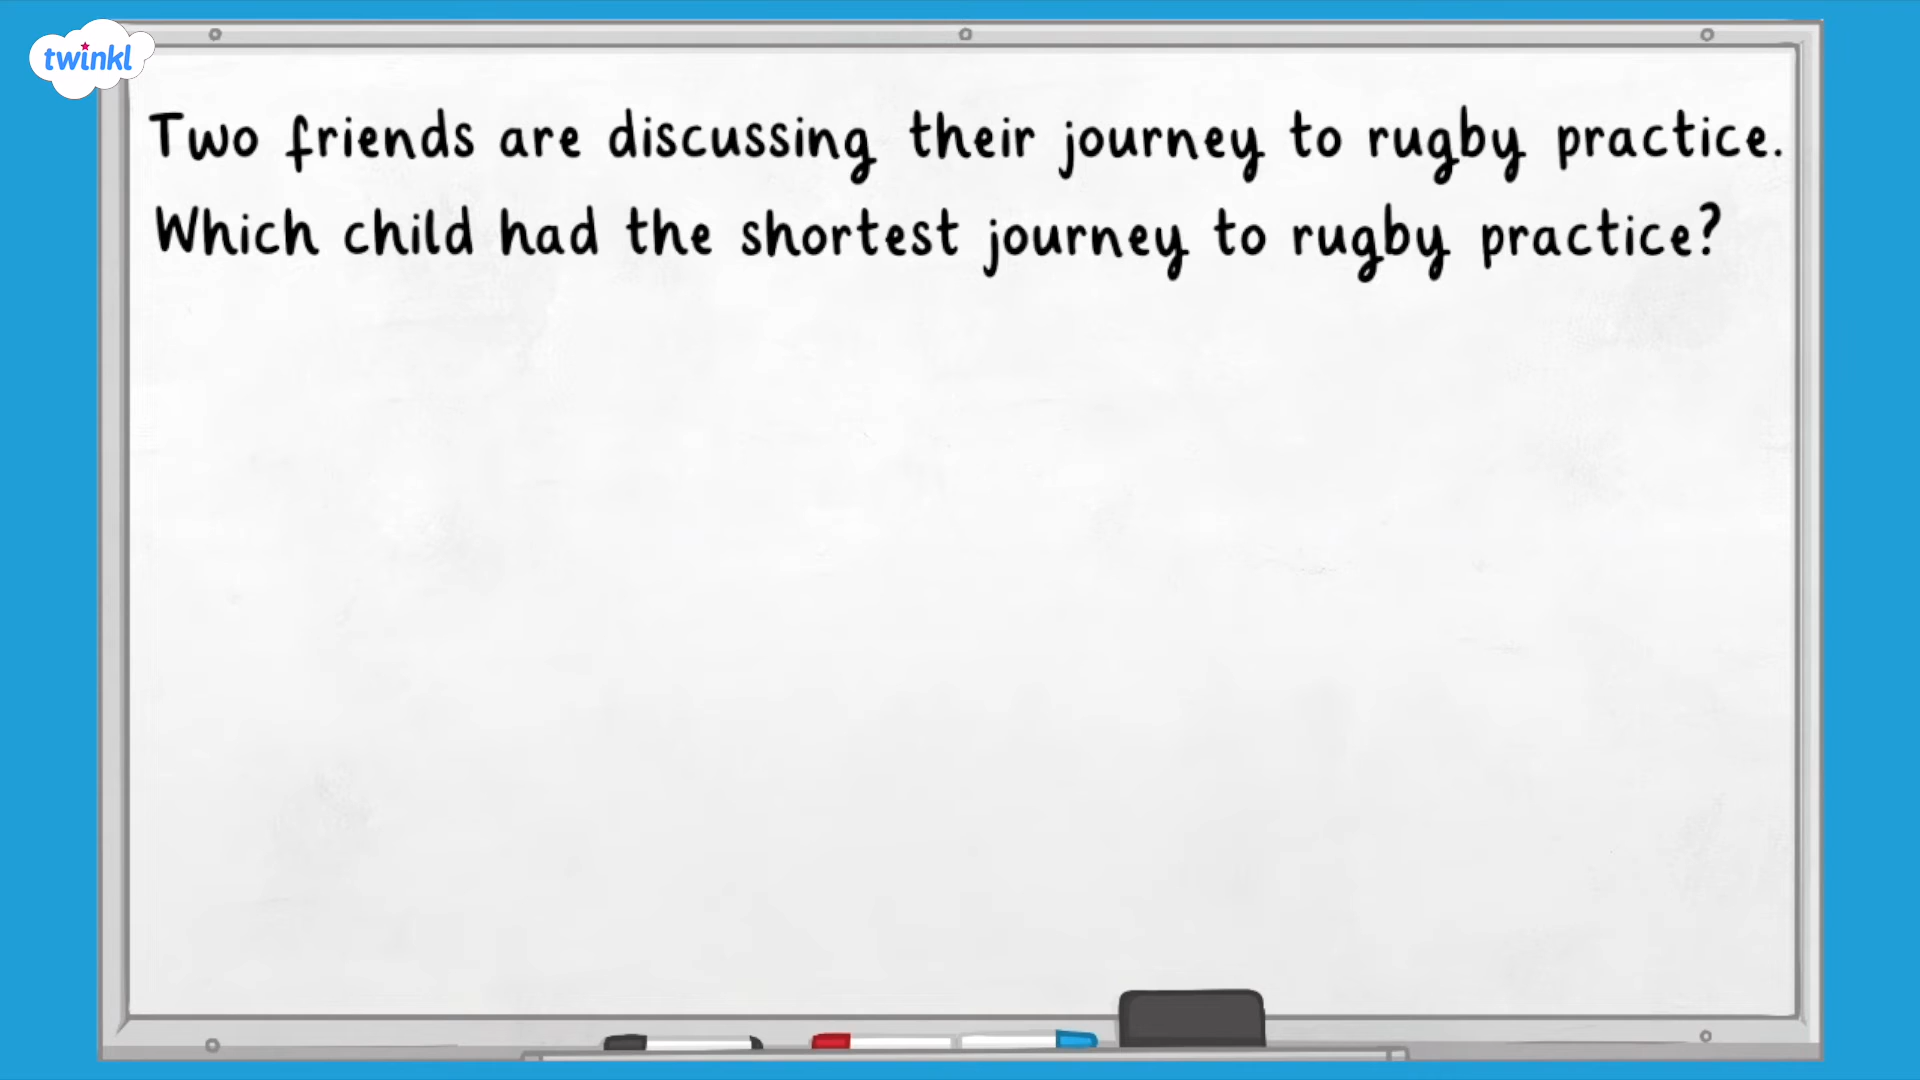 twinkl
Two friends are discussing their journey to rugby practice.
Which child had the shortest journey to rugby practice?